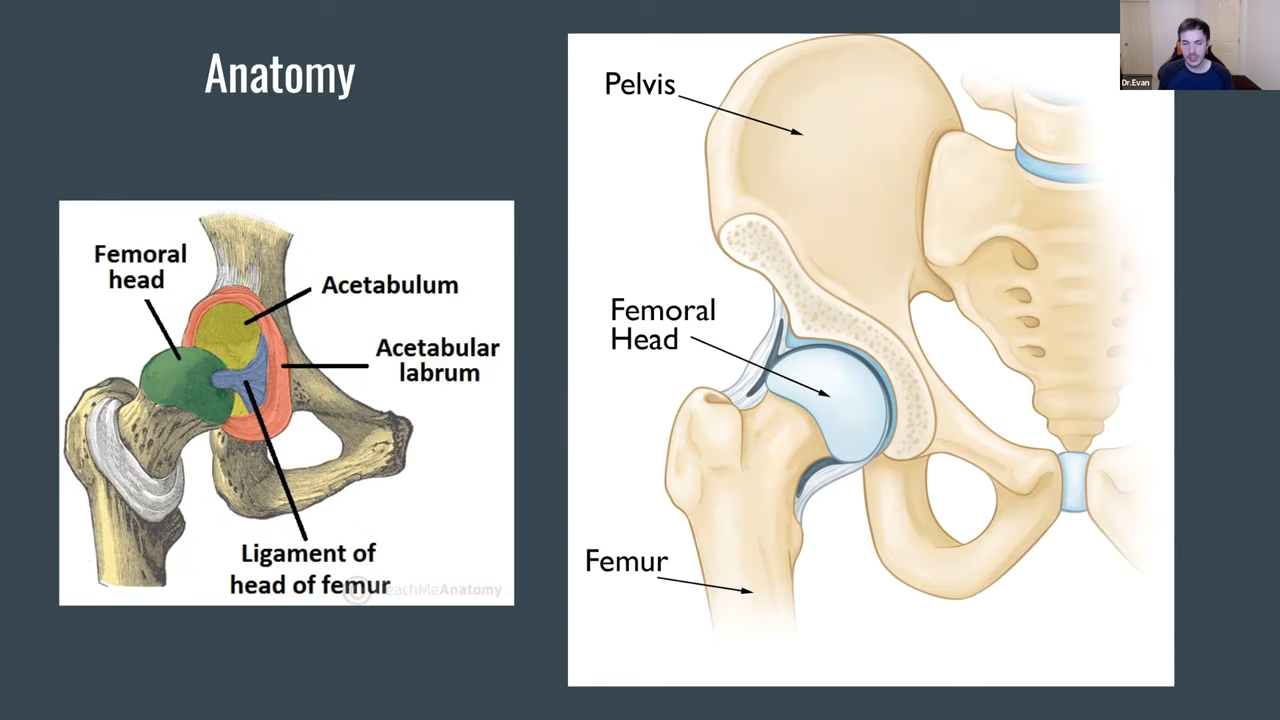 Anatomy
Femoral
head
Acetabulum
Acetabular
labrum
Ligament of
head of femur
TeachMeAnatomy
Pelvis
Femoral
Head
Femur
Dr.Evan